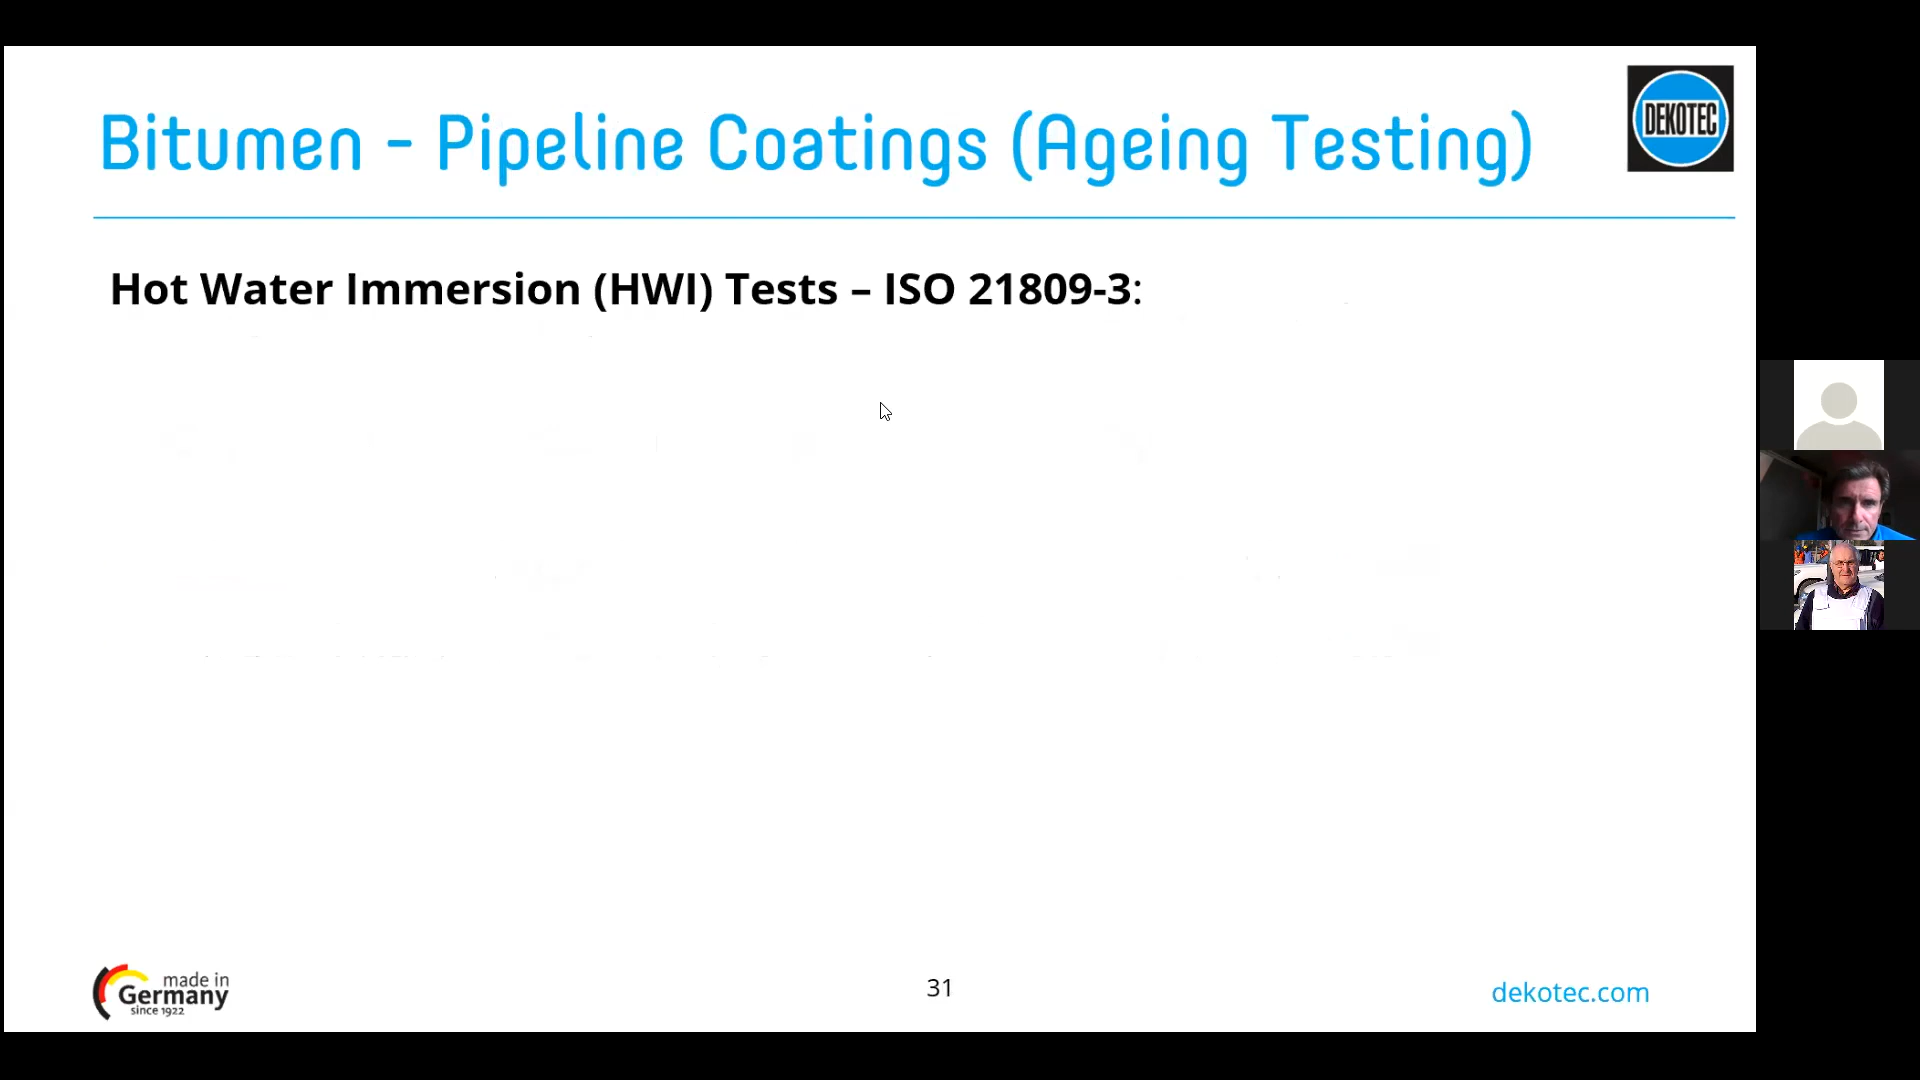 Bitumen - Pipeline Coatings (Ageing Testing)
DEKOTEC
Hot Water Immersion (HWI) Tests – ISO 21809-3:
made in
Germany
since 1922
31
dekotec.com